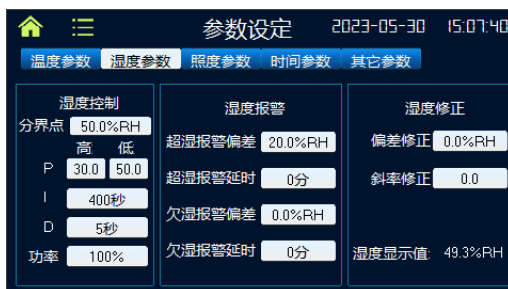 参数设定 2023-05-30 15:07:40
温度参数 湿度参数 照度参数 时间参数 其它参数
湿度控制
分界点 50.0%RH
高 低
P 30.0 50.0
I 400秒
D 5秒
功率 100%
湿度报警
超湿报警偏差 20.0%RH
超湿报警延时 0分
欠湿报警偏差 0.0%RH
欠湿报警延时 0分
湿度修正
偏差修正 0.0%RH
斜率修正 0.0
湿度显示值: 49.3%RH